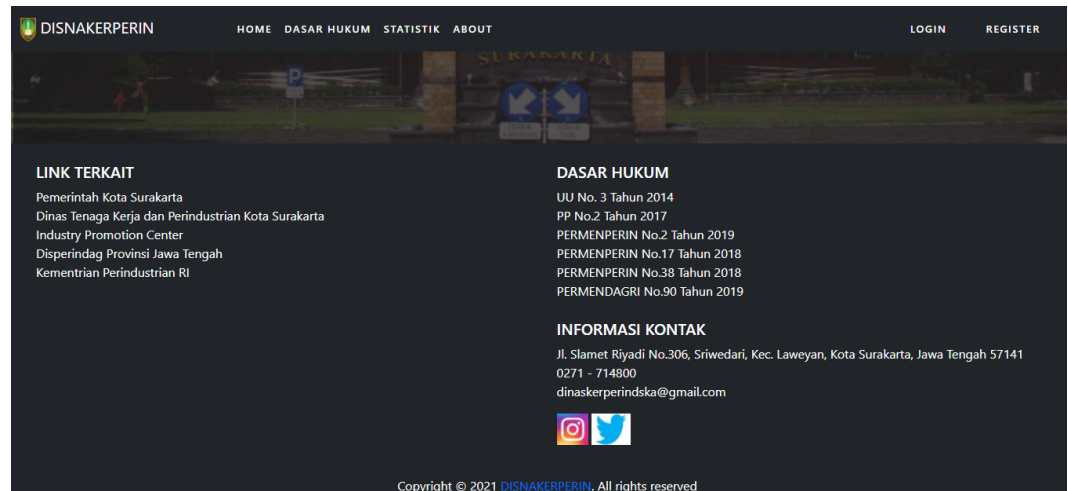 DISNAKERPERIN
HOME DASAR HUKUM STATISTIK ABOUT
LOGIN REGISTER
SURAKARTA
P
LINK TERKAIT
Pemerintah Kota Surakarta
Dinas Tenaga Kerja dan Perindustrian Kota Surakarta
Industry Promotion Center
Disperindag Provinsi Jawa Tengah
Kementrian Perindustrian RI
DASAR HUKUM
UU No. 3 Tahun 2014
PP No.2 Tahun 2017
PERMENPERIN No.2 Tahun 2019
PERMENPERIN No.17 Tahun 2018
PERMENPERIN No.38 Tahun 2018
PERMENDAGRI No.90 Tahun 2019
INFORMASI KONTAK
Jl. Slamet Riyadi No.306, Sriwedari, Kec. Laweyan, Kota Surakarta, Jawa Tengah 57141
0271 - 714800
dinaskerperindska@gmail.com
Copyright © 2021 DISNAKERPERIN. All rights reserved